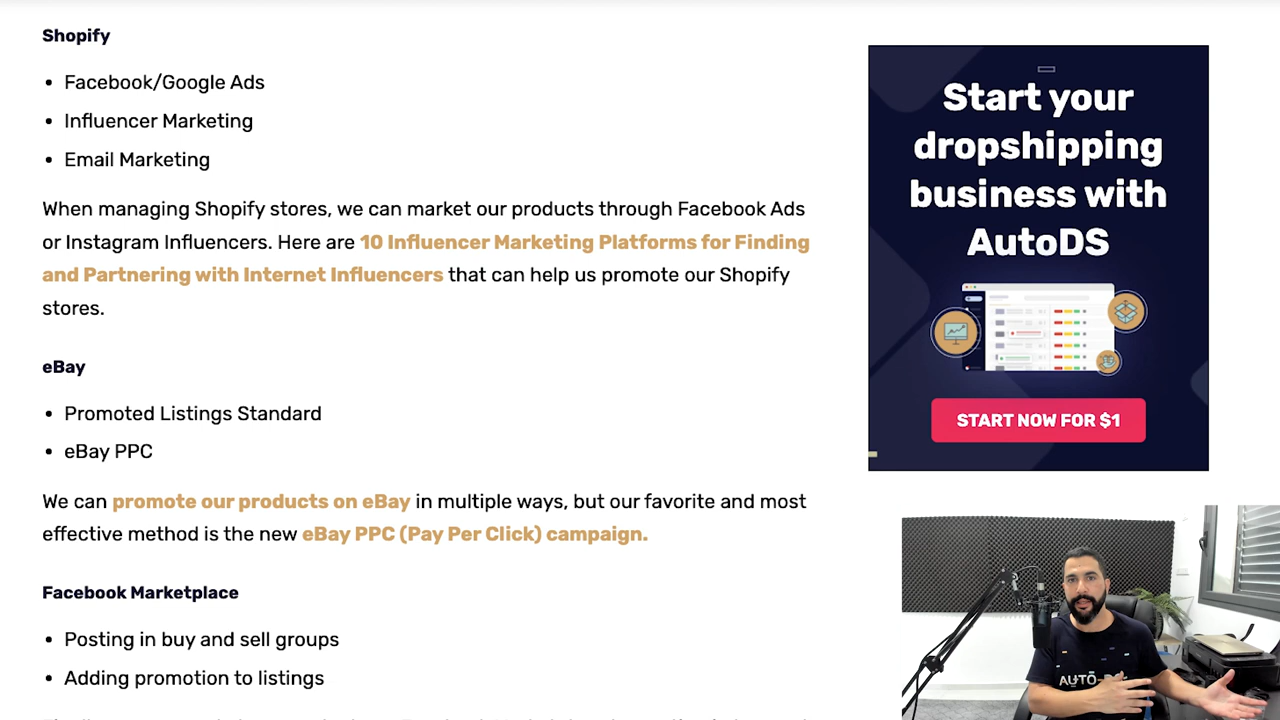 Shopify
Facebook/Google Ads
Influencer Marketing
Email Marketing
When managing Shopify stores, we can market our products through Facebook Ads
or Instagram Influencers. Here are 10 Influencer Marketing Platforms for Finding
and Partnering with Internet Influencers that can help us promote our Shopify
stores.
eBay
Promoted Listings Standard
eBay PPC
We can promote our products on eBay in multiple ways, but our favorite and most
effective method is the new eBay PPC (Pay Per Click) campaign.
Facebook Marketplace
Posting in buy and sell groups
Adding promotion to listings
Start your
dropshipping
business with
AutoDS
START NOW FOR $1